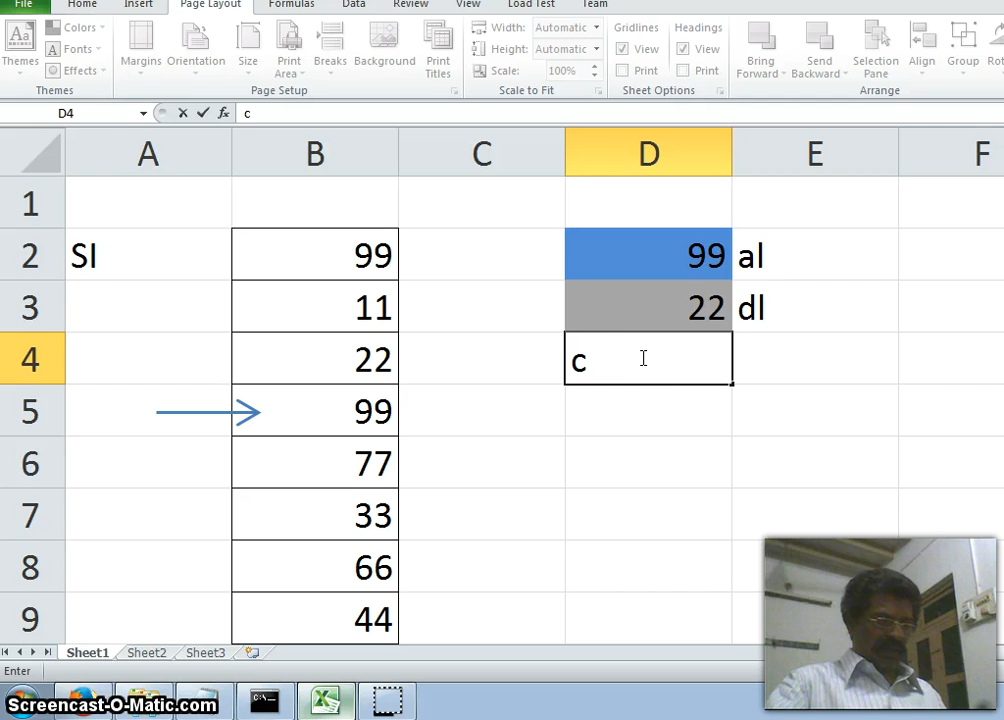 File Home Insert Page Layout Formulas Data Review View Load Test Team
Colors Width: Automatic Gridlines Headings
Fonts Height: Automatic View View
Themes Effects Margins Orientation Size Print Area Breaks Background Print Titles Scale: 100% Print Print Bring Forward Send Backward Selection Pane Align Group
Themes Page Setup Scale to Fit Sheet Options Arrange
D4 fx c
A B C D E F
1
2 SI 99 99 al
3 11 22 dl
4 22 c
5 99
6 77
7 33
8 66
9 44
Sheet1 Sheet2 Sheet3
Enter
Screencast-O-Matic.com